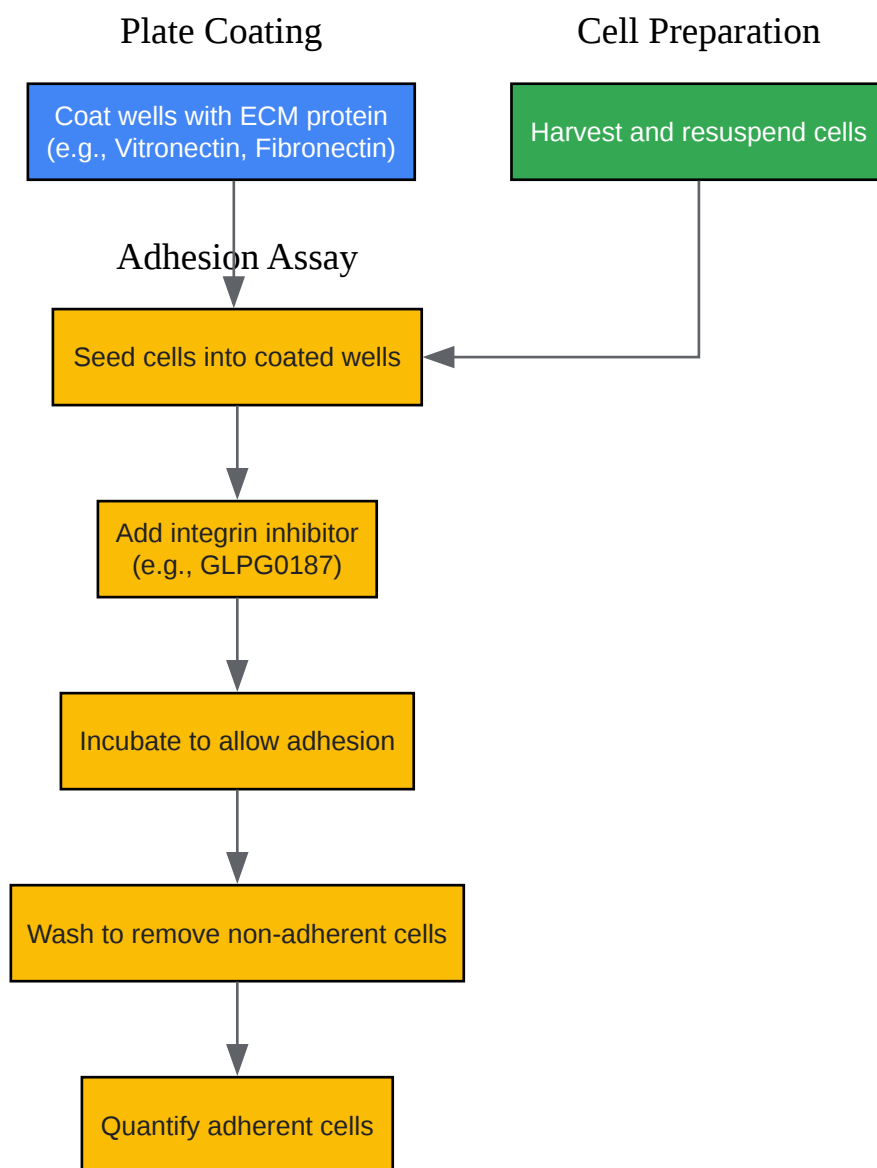 Plate Coating
Cell Preparation
Coat wells with ECM protein
(e.g., Vitronectin, Fibronectin)
Harvest and resuspend cells
Adhesion Assay
Seed cells into coated wells
Add integrin inhibitor
(e.g., GLPG0187)
Incubate to allow adhesion
Wash to remove non-adherent cells
Quantify adherent cells